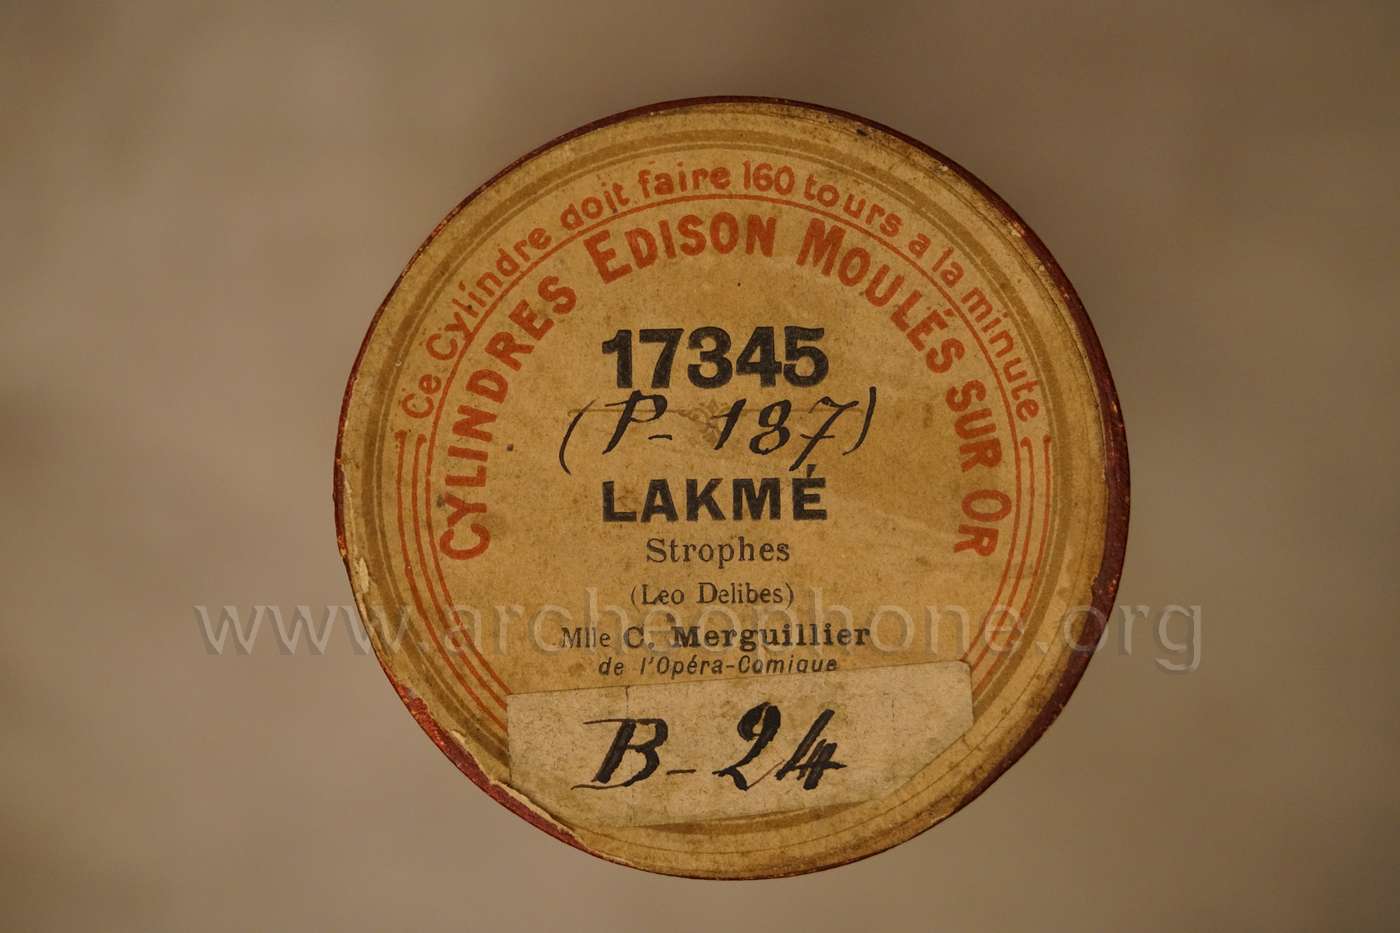 Ce Cylindre doit faire 160 tours a la minute
CYLINDRES EDISON MOULÉS SUR OR
17345
(P-187)
LAKMÉ
Strophes
(Leo Delibes)
www.archeophone.org
Mlle C. Merguillier
de l'Opéra-Comique
B-24